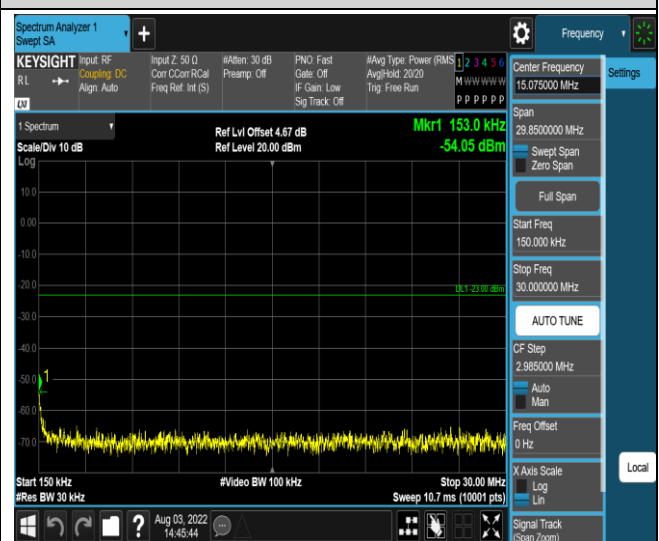 Spectrum Analyzer 1
Swept SA
Frequency
KEYSIGHT
RL
LXI
Input: RF
Coupling: DC
Align: Auto
Input Z: 50 Ω
Corr CCorr RCal
Freq Ref: Int (S)
#Atten: 30 dB
Preamp: Off
PNO: Fast
Gate: Off
IF Gain: Low
Sig Track: Off
#Avg Type: Power (RMS
Avg|Hold: 20/20
Trig: Free Run
1 2 3 4 5 6
M W W W W W
P P P P P P
1 Spectrum
Scale/Div 10 dB
Log
Ref Lvl Offset 4.67 dB
Ref Level 20.00 dBm
Mkr1 153.0 kHz
-54.05 dBm
10.0
0.00
-10.0
-20.0
-30.0
-40.0
-50.0
-60.0
-70.0
DL1 -23.00 dBm
1
Start 150 kHz
#Res BW 30 kHz
#Video BW 100 kHz
Stop 30.00 MHz
Sweep 10.7 ms (10001 pts)
Center Frequency
15.075000 MHz
Span
29.8500000 MHz
Swept Span
Zero Span
Full Span
Start Freq
150.000 kHz
Stop Freq
30.000000 MHz
AUTO TUNE
CF Step
2.985000 MHz
Auto
Man
Freq Offset
0 Hz
X Axis Scale
Log
Lin
Signal Track
(Span Zoom)
Settings
Local
?
Aug 03, 2022
14:45:44